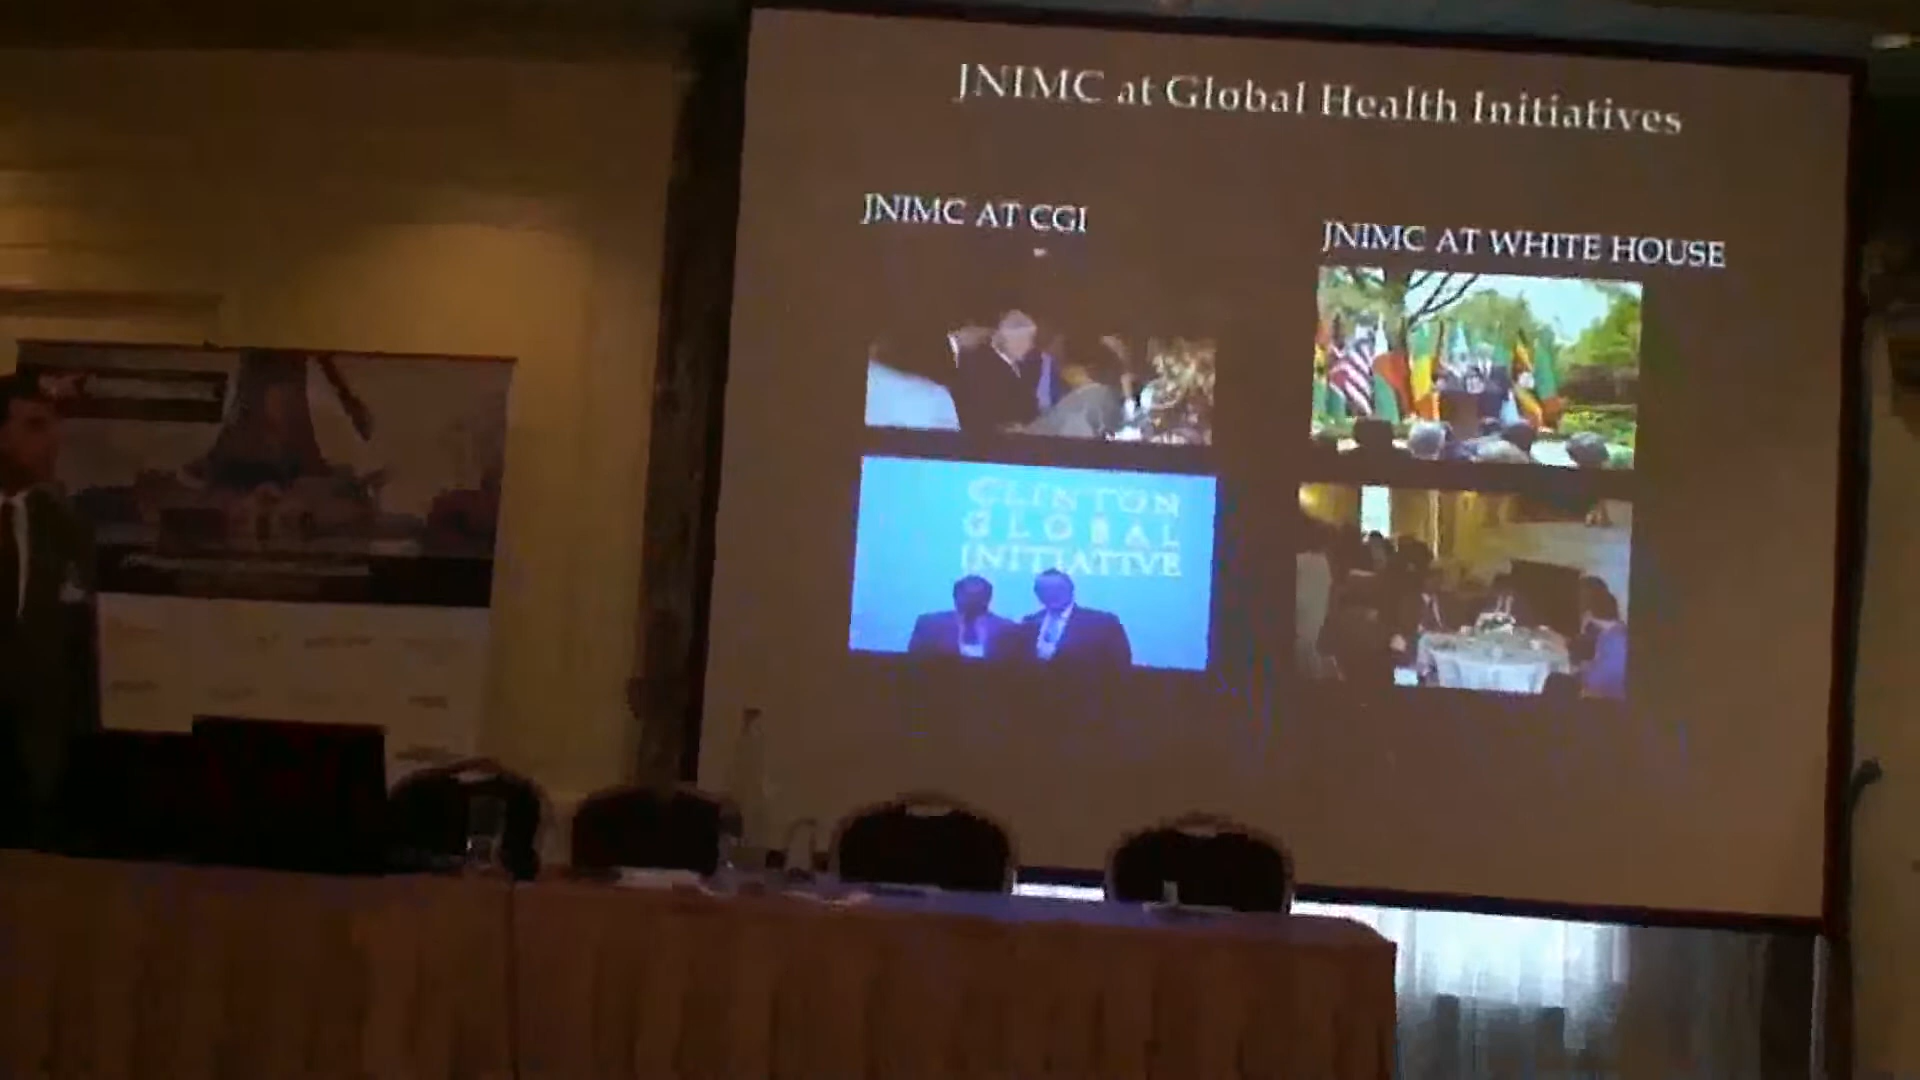 JNIMC at Global Health Initiatives
JNIMC AT CGI
JNIMC AT WHITE HOUSE
CLINTON
GLOBAL
INITIATIVE